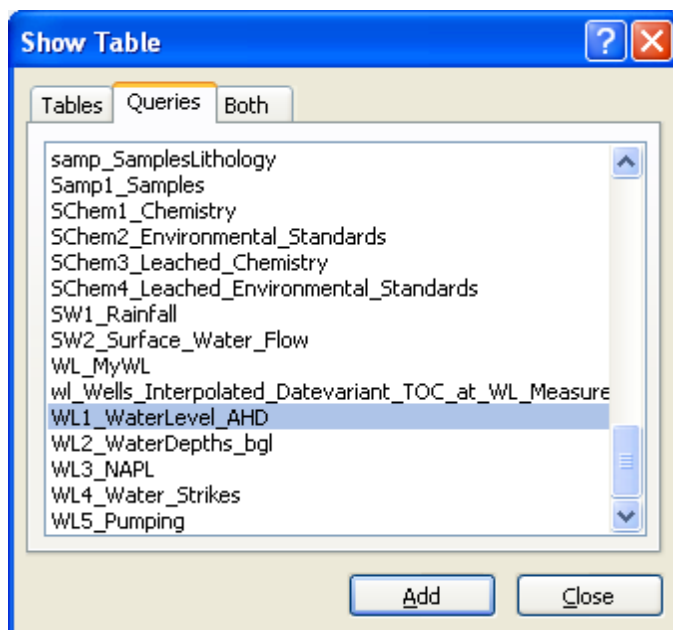 Show Table
Tables Queries Both
samp_SamplesLithology
Samp1_Samples
SChem1_Chemistry
SChem2_Environmental_Standards
SChem3_Leached_Chemistry
SChem4_Leached_Environmental_Standards
SW1_Rainfall
SW2_Surface_Water_Flow
WL_MyWL
wl_Wells_Interpolated_Datevariant_TOC_at_WL_Measure
WL1_WaterLevel_AHD
WL2_WaterDepths_bgl
WL3_NAPL
WL4_Water_Strikes
WL5_Pumping
Add Close